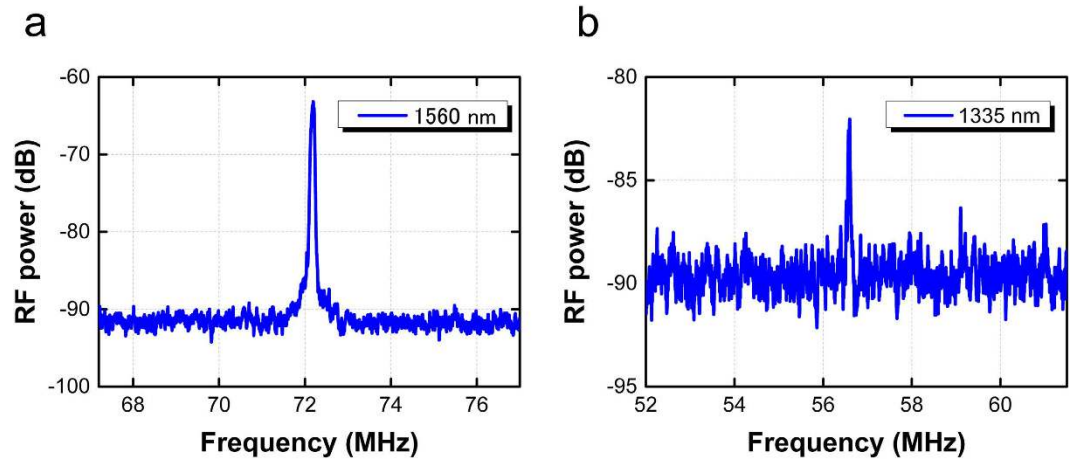 a
-60
-70
-80
-90
-100
RF power (dB)
1560 nm
68 70 72 74 76
Frequency (MHz)
b
-80
-85
-90
-95
RF power (dB)
1335 nm
52 54 56 58 60
Frequency (MHz)